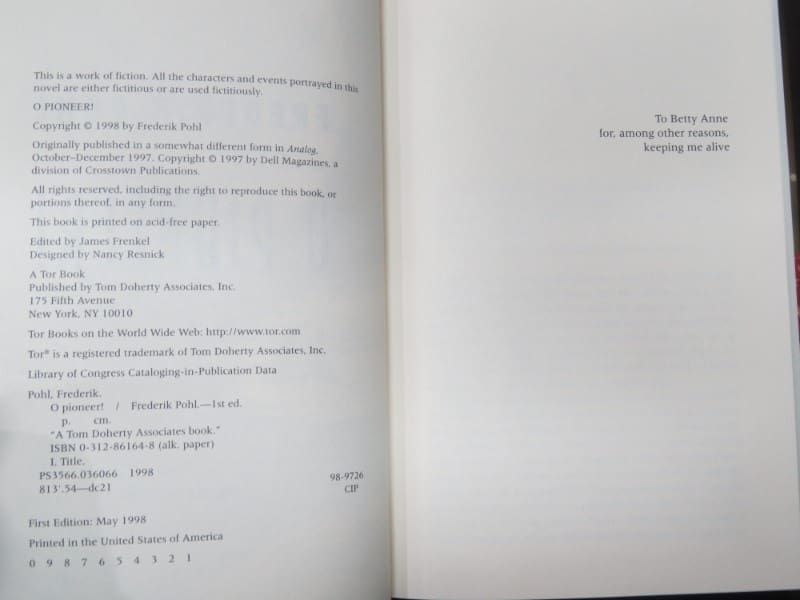 This is a work of fiction. All the characters and events portrayed in this
novel are either fictitious or are used fictitiously.
O PIONEER!
Copyright © 1998 by Frederik Pohl
Originally published in a somewhat different form in Analog,
October–December 1997. Copyright © 1997 by Dell Magazines, a
division of Crosstown Publications.
All rights reserved, including the right to reproduce this book, or
portions thereof, in any form.
This book is printed on acid-free paper.
Edited by James Frenkel
Designed by Nancy Resnick
A Tor Book
Published by Tom Doherty Associates, Inc.
175 Fifth Avenue
New York, NY 10010
Tor Books on the World Wide Web: http://www.tor.com
Tor® is a registered trademark of Tom Doherty Associates, Inc.
Library of Congress Cataloging-in-Publication Data
Pohl, Frederik.
O pioneer! / Frederik Pohl.—1st ed.
p. cm.
"A Tom Doherty Associates book."
ISBN 0-312-86164-8 (alk. paper)
I. Title.
PS3566.036066 1998
813'.54—dc21
98-9726
CIP
First Edition: May 1998
Printed in the United States of America
0 9 8 7 6 5 4 3 2 1
To Betty Anne
for, among other reasons,
keeping me alive